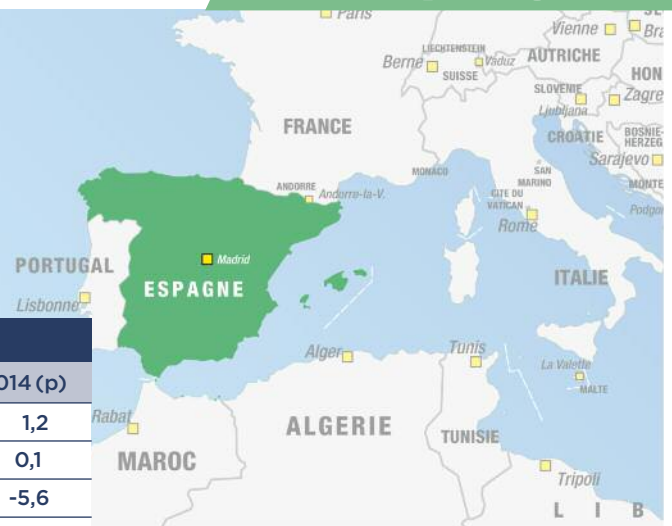 Paris
Vienne
Berne
LIECHTENSTEIN
Vaduz
SUISSE
AUTRICHE
HON
SLOVENIE
Zagre
Ljubljana
FRANCE
CROATIE
BOSNIE-
HERZEG
Sarajevo
MONACO
SAN
MARINO
MONTE
ANDORRE
Andorre-la-V.
CITE DU
VATICAN
Rome
Podgo
Madrid
PORTUGAL
ESPAGNE
ITALIE
Lisbonne
014 (p)
1,2
0,1
-5,6
Alger
Tunis
La Valette
MALTE
Rabat
ALGERIE
TUNISIE
MAROC
Tripoli
L I B